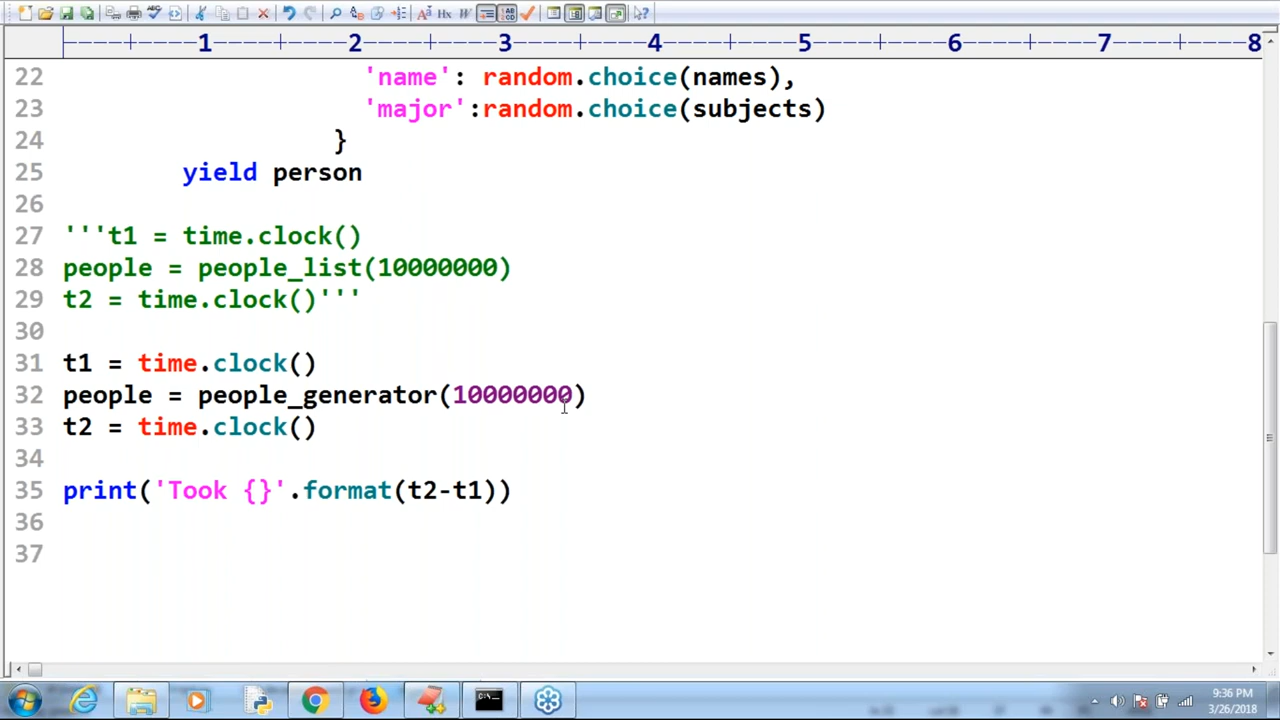 1 2 3 4 5 6 7 8
22 'name': random.choice(names),
23 'major':random.choice(subjects)
24 }
25 yield person
26
27 '''t1 = time.clock()
28 people = people_list(10000000)
29 t2 = time.clock()'''
30
31 t1 = time.clock()
32 people = people_generator(10000000)
33 t2 = time.clock()
34
35 print('Took {}'.format(t2-t1))
36
37
9:36 PM
3/26/2018